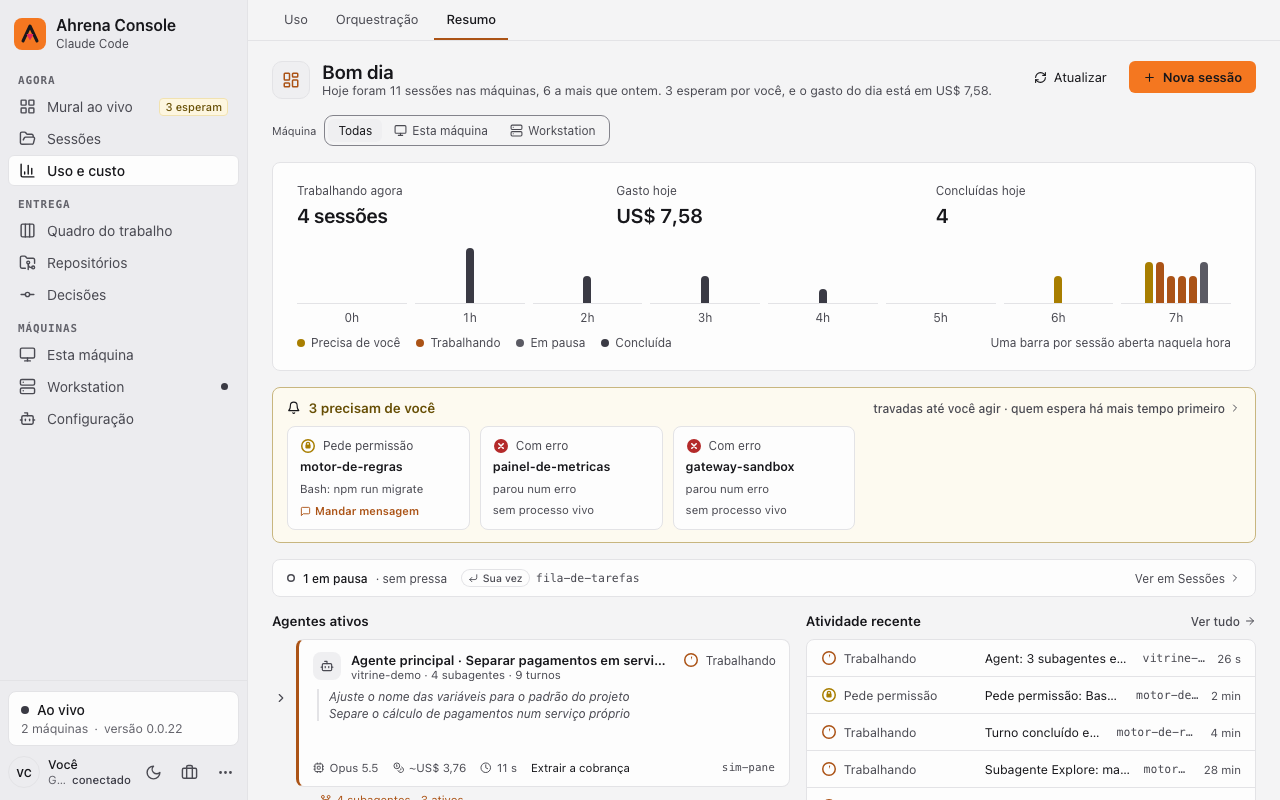 Ahrena Console
Claude Code
AGORA
Mural ao vivo
3 esperam
Sessões
Uso e custo
ENTREGA
Quadro do trabalho
Repositórios
Decisões
MÁQUINAS
Esta máquina
Workstation
Configuração
Ao vivo
2 máquinas · versão 0.0.22
VC
Você
G... conectado
Uso
Orquestração
Resumo
Bom dia
Hoje foram 11 sessões nas máquinas, 6 a mais que ontem. 3 esperam por você, e o gasto do dia está em US$ 7,58.
Atualizar
Nova sessão
Máquina
Todas
Esta máquina
Workstation
Trabalhando agora
4 sessões
Gasto hoje
US$ 7,58
Concluídas hoje
4
0h 1h 2h 3h 4h 5h 6h 7h
Precisa de você
Trabalhando
Em pausa
Concluída
Uma barra por sessão aberta naquela hora
3 precisam de você
travadas até você agir · quem espera há mais tempo primeiro
Pede permissão
motor-de-regras
Bash: npm run migrate
Mandar mensagem
Com erro
painel-de-metricas
parou num erro
sem processo vivo
Com erro
gateway-sandbox
parou num erro
sem processo vivo
1 em pausa · sem pressa
Sua vez
fila-de-tarefas
Ver em Sessões
Agentes ativos
Agente principal · Separar pagamentos em servi...
Trabalhando
vitrine-demo · 4 subagentes · 9 turnos
Ajuste o nome das variáveis para o padrão do projeto
Separe o cálculo de pagamentos num serviço próprio
Opus 5.5
~US$ 3,76
11 s
Extrair a cobrança
sim-pane
4 subagentes · 3 ativos
Atividade recente
Ver tudo
Trabalhando Agent: 3 subagentes e... vitrine-... 26 s
Pede permissão Pede permissão: Bas... motor-de... 2 min
Trabalhando Turno concluído e... motor-de-r... 4 min
Trabalhando Subagente Explore: ma... motor... 28 min